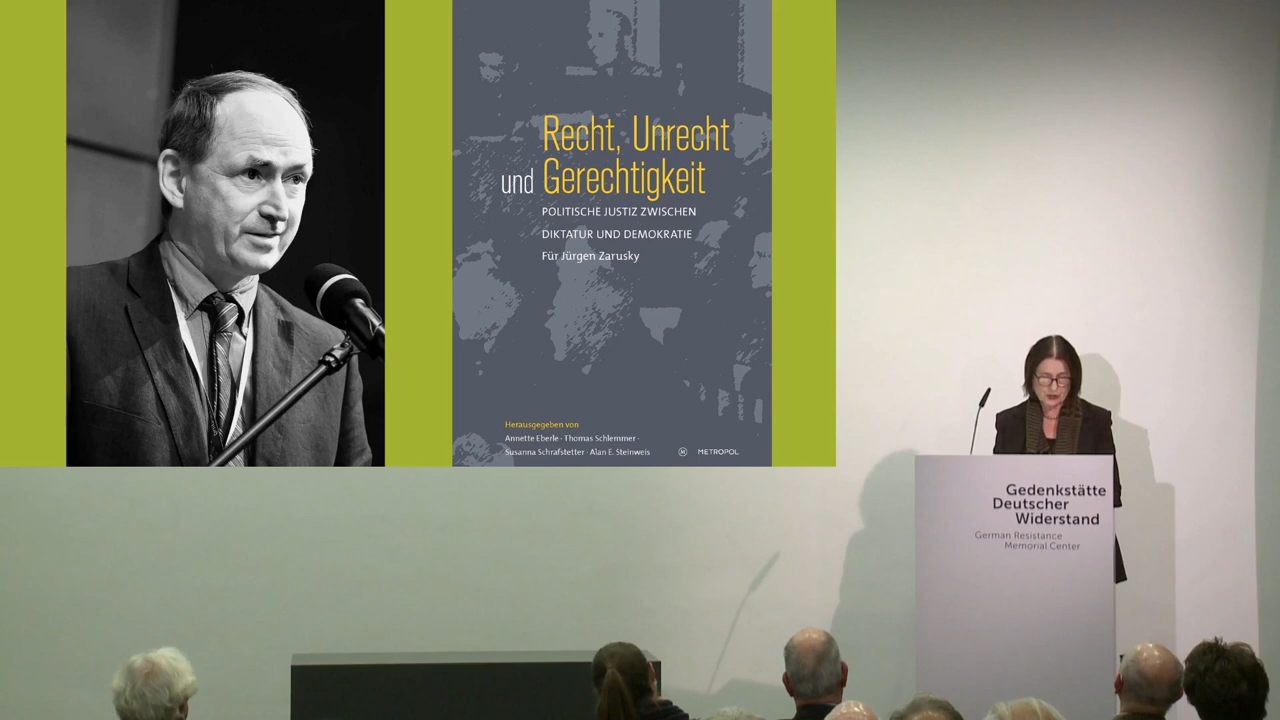 Recht, Unrecht
und Gerechtigkeit
POLITISCHE JUSTIZ ZWISCHEN
DIKTATUR UND DEMOKRATIE
Für Jürgen Zarusky
Herausgegeben von
Annette Eberle · Thomas Schlemmer ·
Susanna Schrafstetter · Alan E. Steinweis
METROPOL
Gedenkstätte
Deutscher
Widerstand
German Resistance
Memorial Center